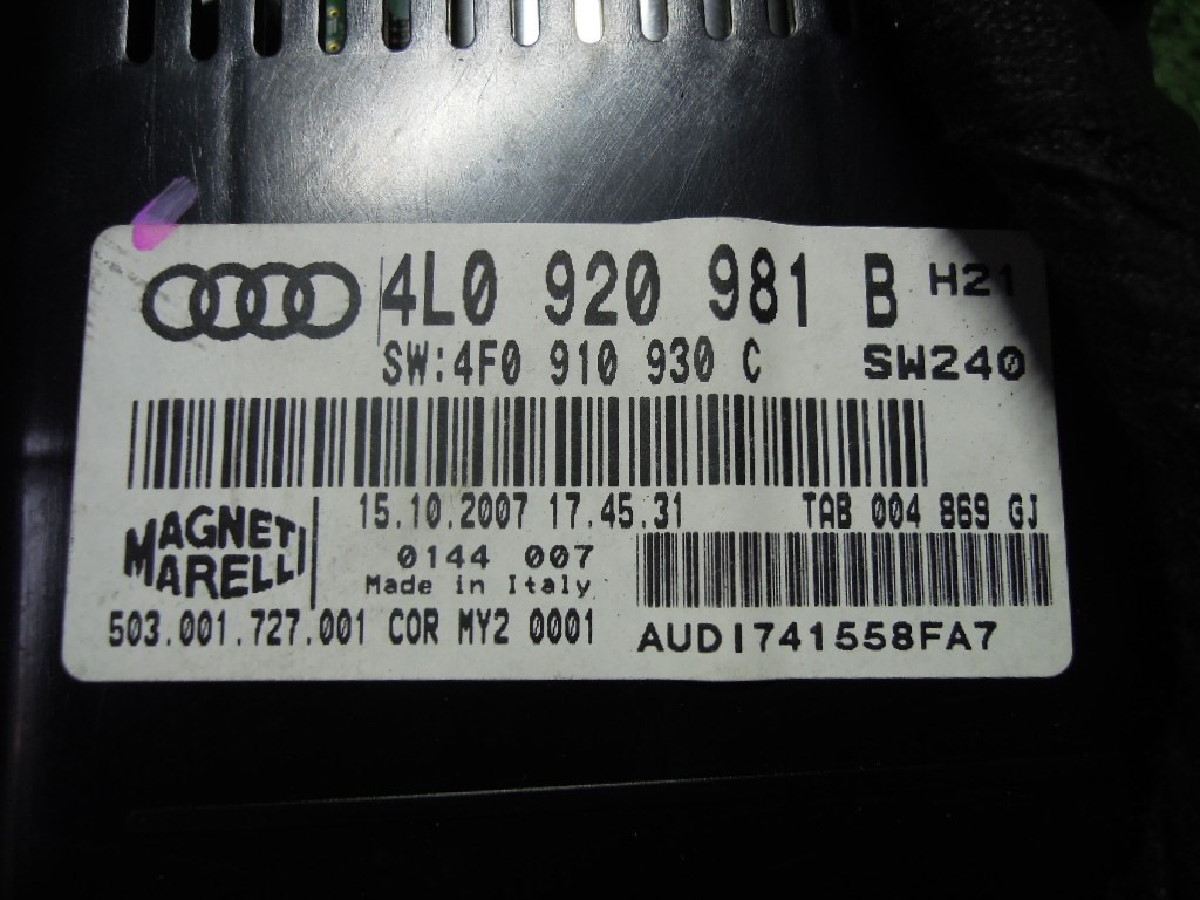 4L0 920 981 B H21
SW:4F0 910 930 C SW240
15.10.2007 17.45.31 TAB 004 869 GJ
MAGNETI
MARELLI
0144 007
Made in Italy
503.001.727.001 COR MY2 0001
AUDI741558FA7